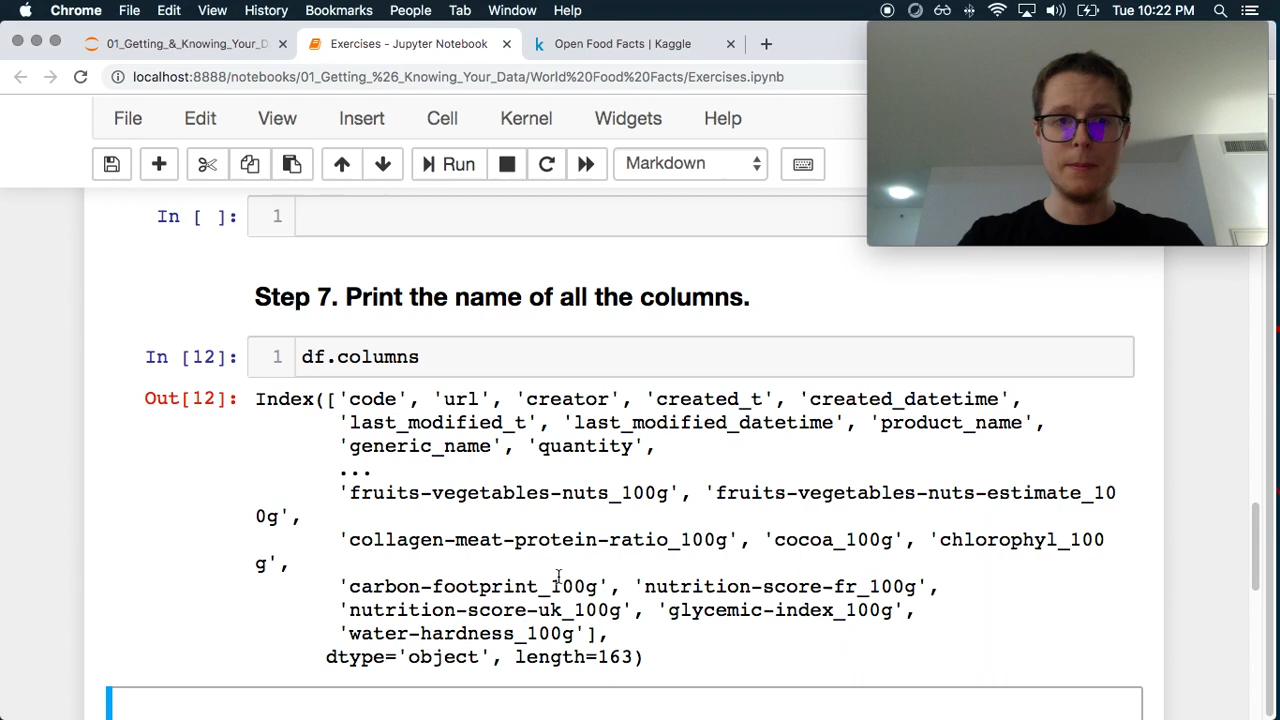 Chrome File Edit View History Bookmarks People Tab Window Help Tue 10:22 PM
01_Getting_&_Knowing_Your_D Exercises - Jupyter Notebook Open Food Facts | Kaggle
localhost:8888/notebooks/01_Getting_%26_Knowing_Your_Data/World%20Food%20Facts/Exercises.ipynb
File Edit View Insert Cell Kernel Widgets Help
Run Markdown
In [ ]: 1
Step 7. Print the name of all the columns.
In [12]: 1 df.columns
Out[12]: Index(['code', 'url', 'creator', 'created_t', 'created_datetime',
'last_modified_t', 'last_modified_datetime', 'product_name',
'generic_name', 'quantity',
...
'fruits-vegetables-nuts_100g', 'fruits-vegetables-nuts-estimate_10
0g',
'collagen-meat-protein-ratio_100g', 'cocoa_100g', 'chlorophyl_100
g',
'carbon-footprint_100g', 'nutrition-score-fr_100g',
'nutrition-score-uk_100g', 'glycemic-index_100g',
'water-hardness_100g'],
dtype='object', length=163)